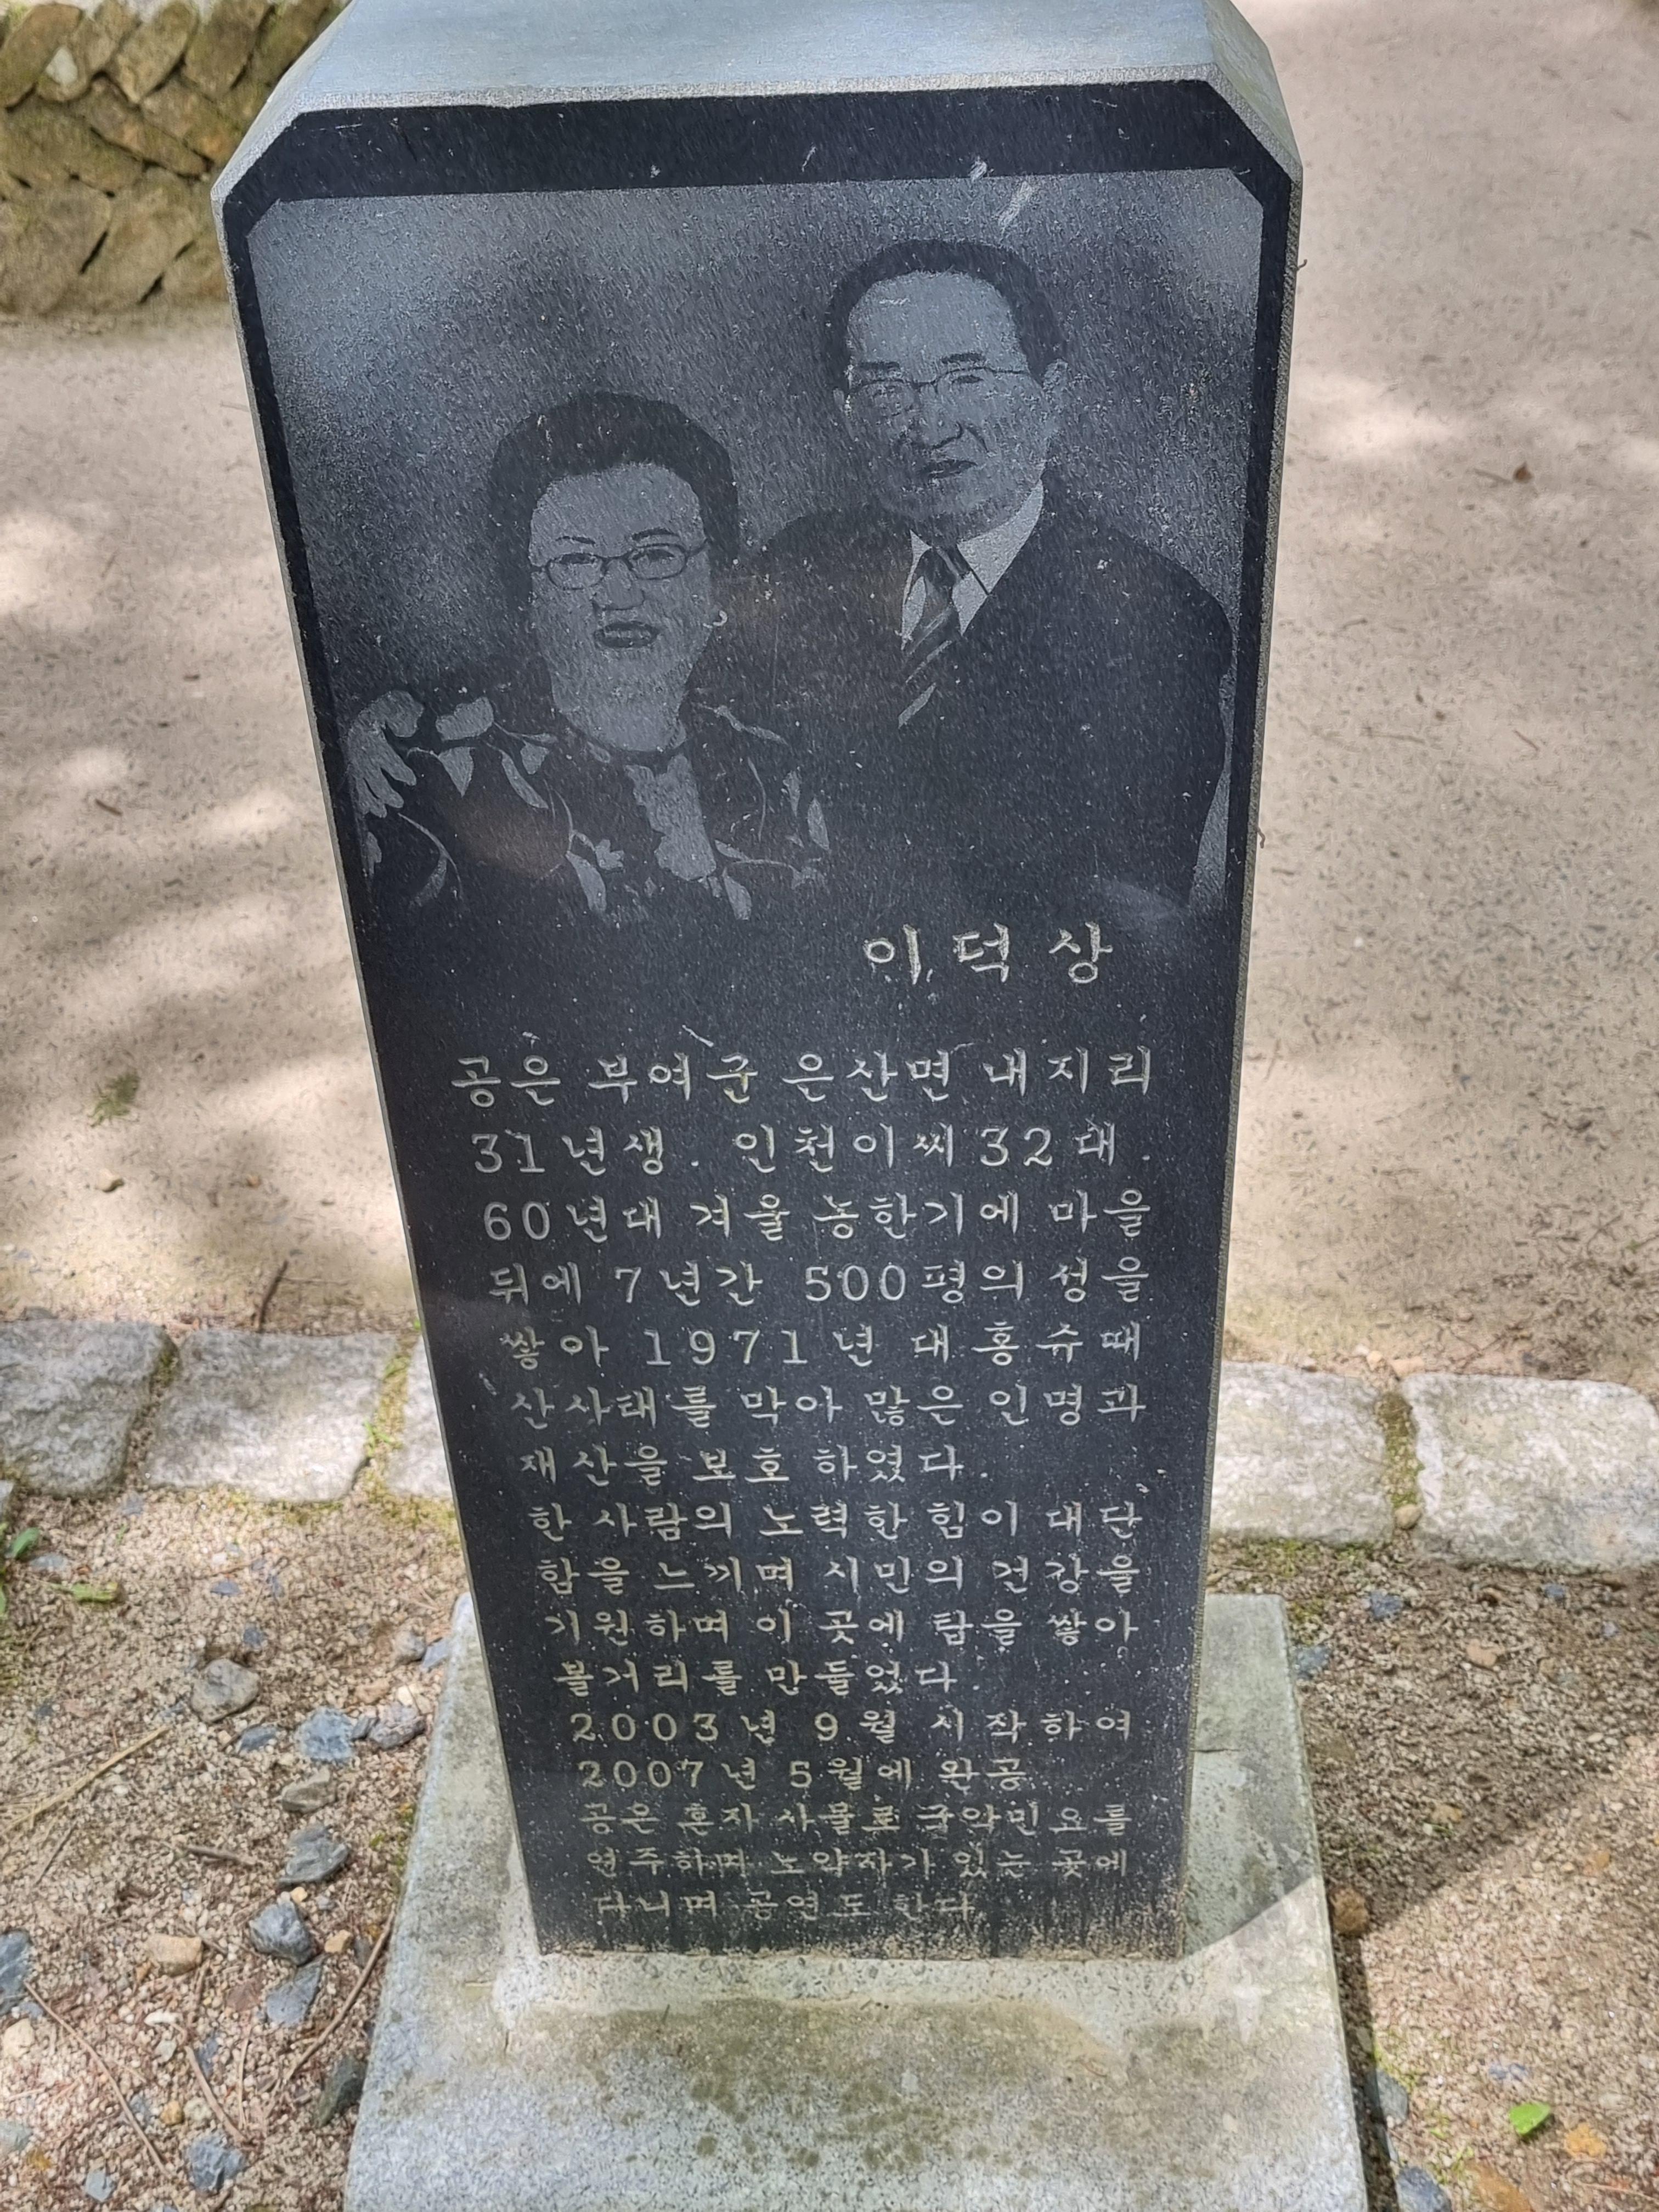 이덕상
공은 부여군 은산면 내지리
31년생. 인천이씨 32대.
60년대 겨울 농한기에 마을
뒤에 7년간 500평의 성을
쌓아 1971년 대홍수때
산사태를 막아 많은 인명과
재산을 보호하였다.
한 사람의 노력한 힘이 대단
함을 느끼며 시민의 건강을
기원하며 이 곳에 탑을 쌓아
볼거리를 만들었다.
2003년 9월 시작하여
2007년 5월에 완공
공은 혼자 사물로 국악민요를
연주하며 노약자가 있는 곳에
다니며 공연도 한다.